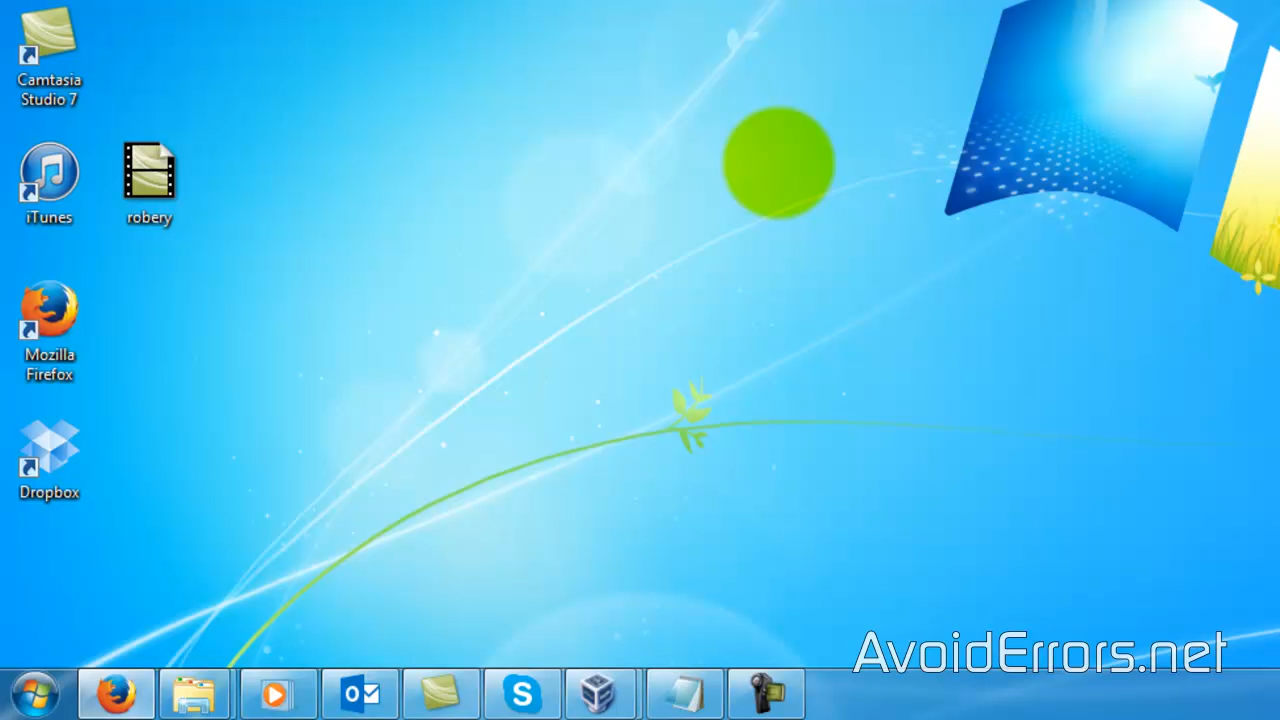 Camtasia
Studio 7
iTunes
robery
Mozilla
Firefox
Dropbox
AvoidErrors.net